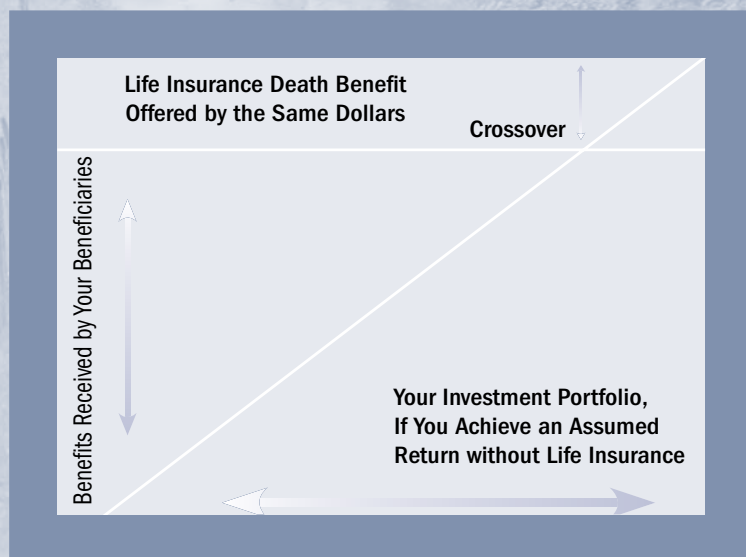 Life Insurance Death Benefit
Offered by the Same Dollars
Crossover
Benefits Received by Your Beneficiaries
Your Investment Portfolio,
If You Achieve an Assumed
Return without Life Insurance